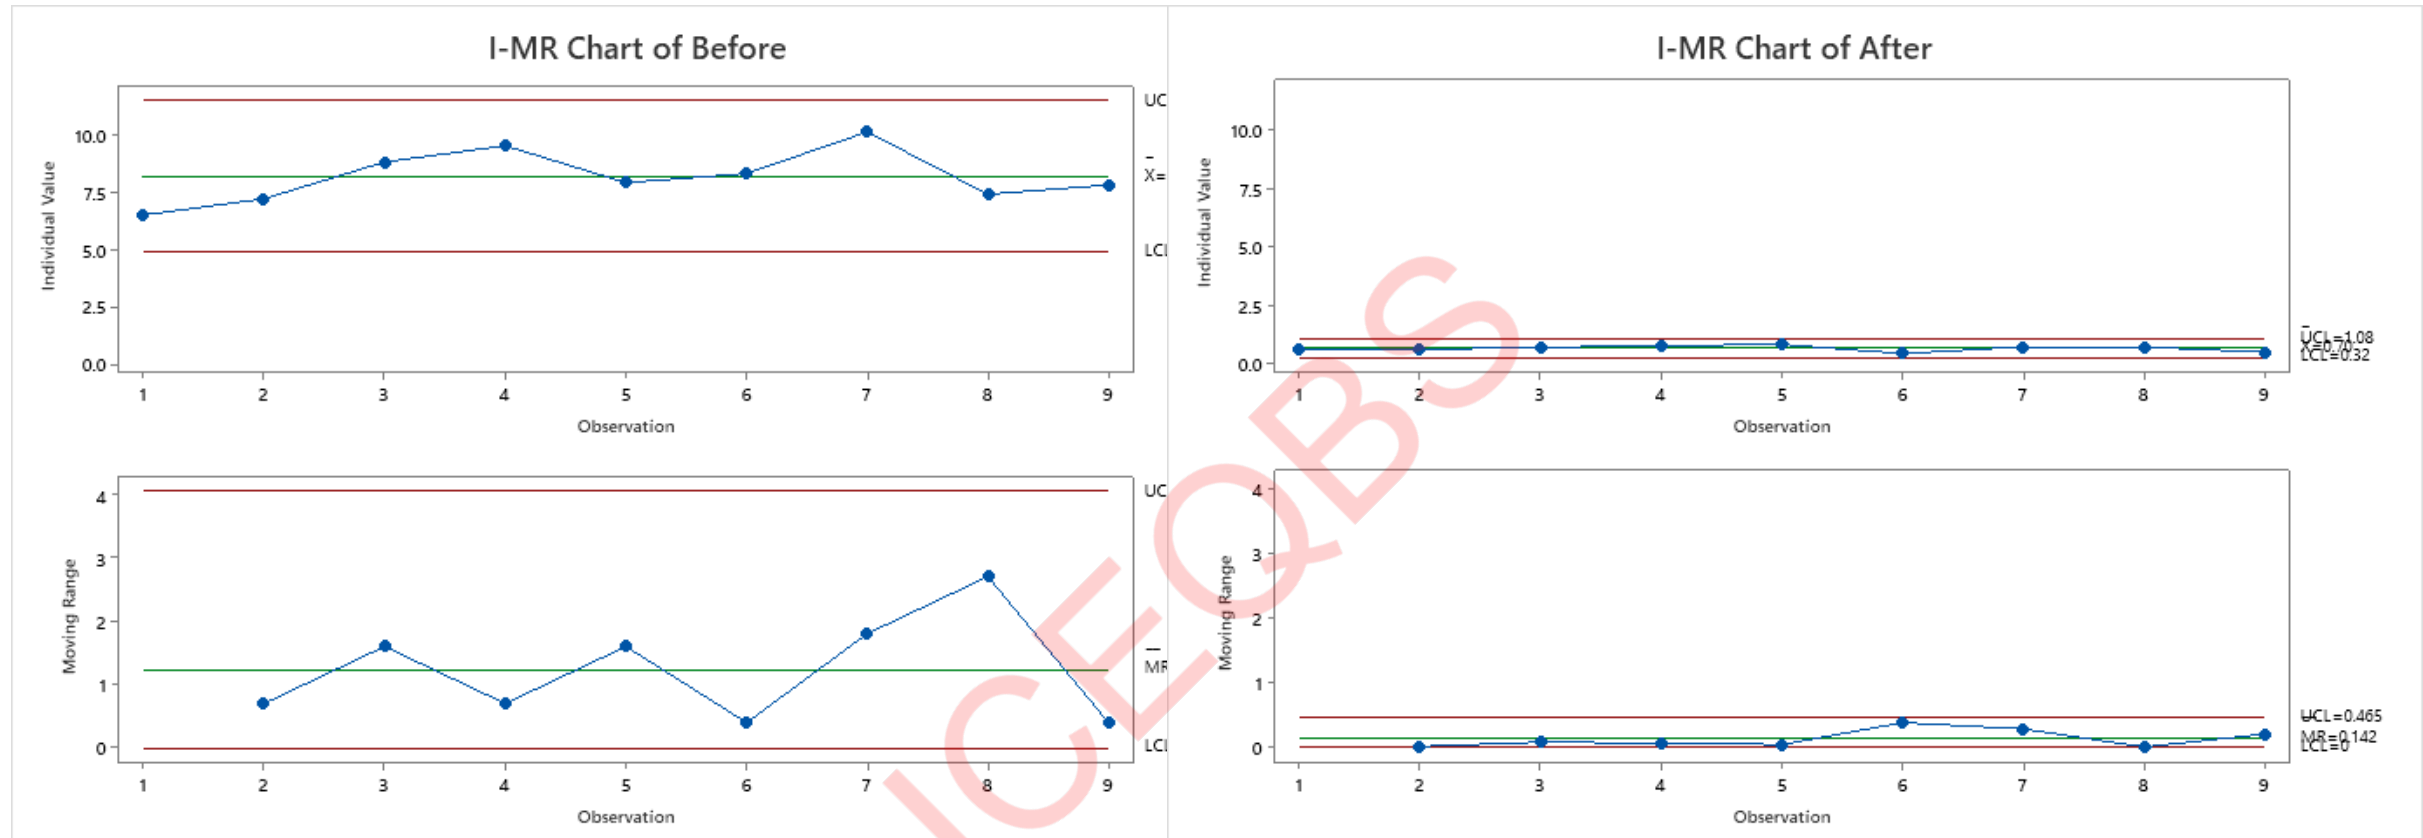 I-MR Chart of Before
Individual Value
10.0
7.5
5.0
2.5
0.0
UC
X=
LCL
1 2 3 4 5 6 7 8 9
Observation
Moving Range
4
3
2
1
0
UC
MR
LCL
1 2 3 4 5 6 7 8 9
Observation
I-MR Chart of After
Individual Value
10.0
7.5
5.0
2.5
0.0
UCL=1.08
X=0.70
LCL=0.32
1 2 3 4 5 6 7 8 9
Observation
Moving Range
4
3
2
1
0
UCL=0.465
MR=0.142
LCL=0
1 2 3 4 5 6 7 8 9
Observation
ICEQBS